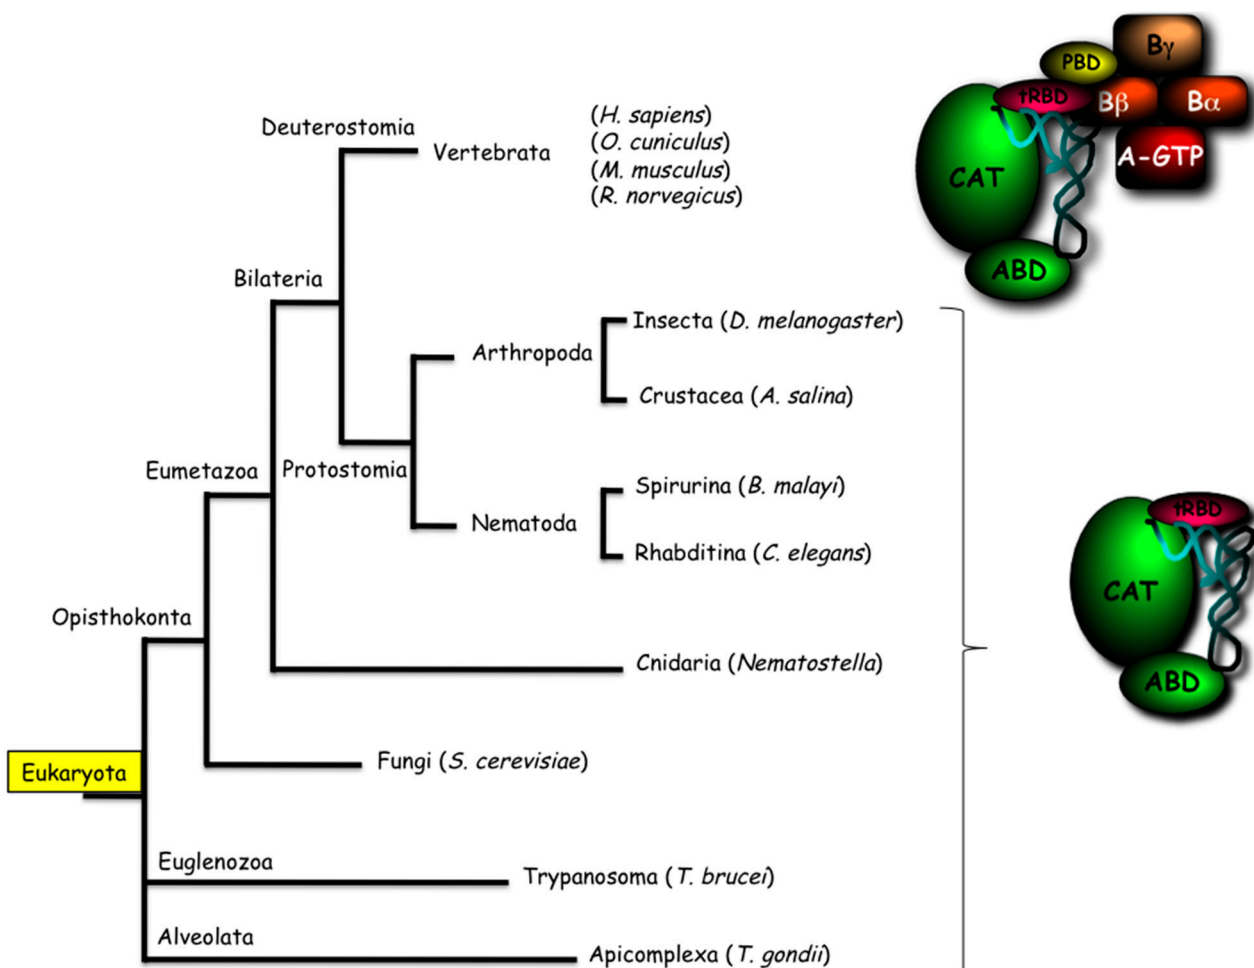 Bγ
PBD
tRBD
Bβ
Bα
A-GTP
CAT
ABD
Deuterostomia
Vertebrata
(H. sapiens)
(O. cuniculus)
(M. musculus)
(R. norvegicus)
Bilateria
Insecta (D. melanogaster)
Arthropoda
Crustacea (A. salina)
Eumetazoa
Protostomia
Spirurina (B. malayi)
Nematoda
Rhabditina (C. elegans)
tRBD
CAT
ABD
Opisthokonta
Cnidaria (Nematostella)
Fungi (S. cerevisiae)
Eukaryota
Euglenozoa
Trypanosoma (T. brucei)
Alveolata
Apicomplexa (T. gondii)